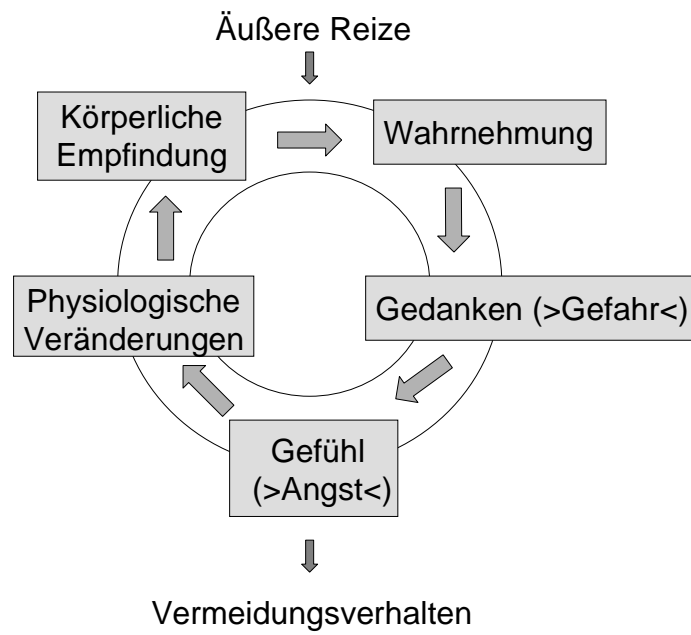 Äußere Reize
Körperliche
Empfindung
Wahrnehmung
Physiologische
Veränderungen
Gedanken (>Gefahr<)
Gefühl
(>Angst<)
Vermeidungsverhalten